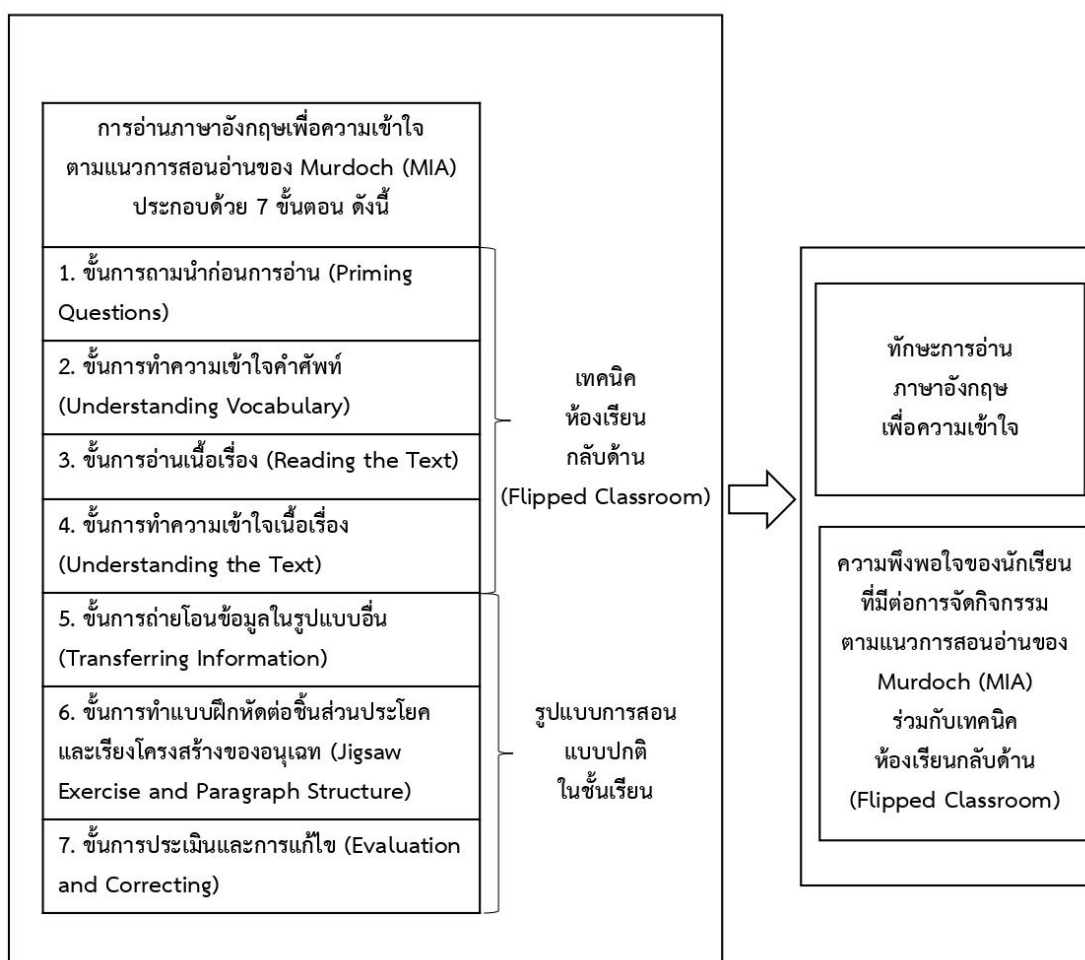 การอ่านภาษาอังกฤษเพื่อความเข้าใจ
ตามแนวการสอนอ่านของ Murdoch (MIA)
ประกอบด้วย 7 ขั้นตอน ดังนี้
1. ขั้นการถามนำก่อนการอ่าน (Priming
Questions)
2. ขั้นการทำความเข้าใจคำศัพท์
(Understanding Vocabulary)
3. ขั้นการอ่านเนื้อเรื่อง (Reading the Text)
4. ขั้นการทำความเข้าใจเนื้อเรื่อง
(Understanding the Text)
5. ขั้นการถ่ายโอนข้อมูลในรูปแบบอื่น
(Transferring Information)
6. ขั้นการทำแบบฝึกหัดต่อชิ้นส่วนประโยค
และเรียงโครงสร้างของอนุเฉท (Jigsaw
Exercise and Paragraph Structure)
7. ขั้นการประเมินและการแก้ไข (Evaluation
and Correcting)
เทคนิค
ห้องเรียน
กลับด้าน
(Flipped Classroom)
รูปแบบการสอน
แบบปกติ
ในชั้นเรียน
ทักษะการอ่าน
ภาษาอังกฤษ
เพื่อความเข้าใจ
ความพึงพอใจของนักเรียน
ที่มีต่อการจัดกิจกรรม
ตามแนวการสอนอ่านของ
Murdoch (MIA)
ร่วมกับเทคนิค
ห้องเรียนกลับด้าน
(Flipped Classroom)